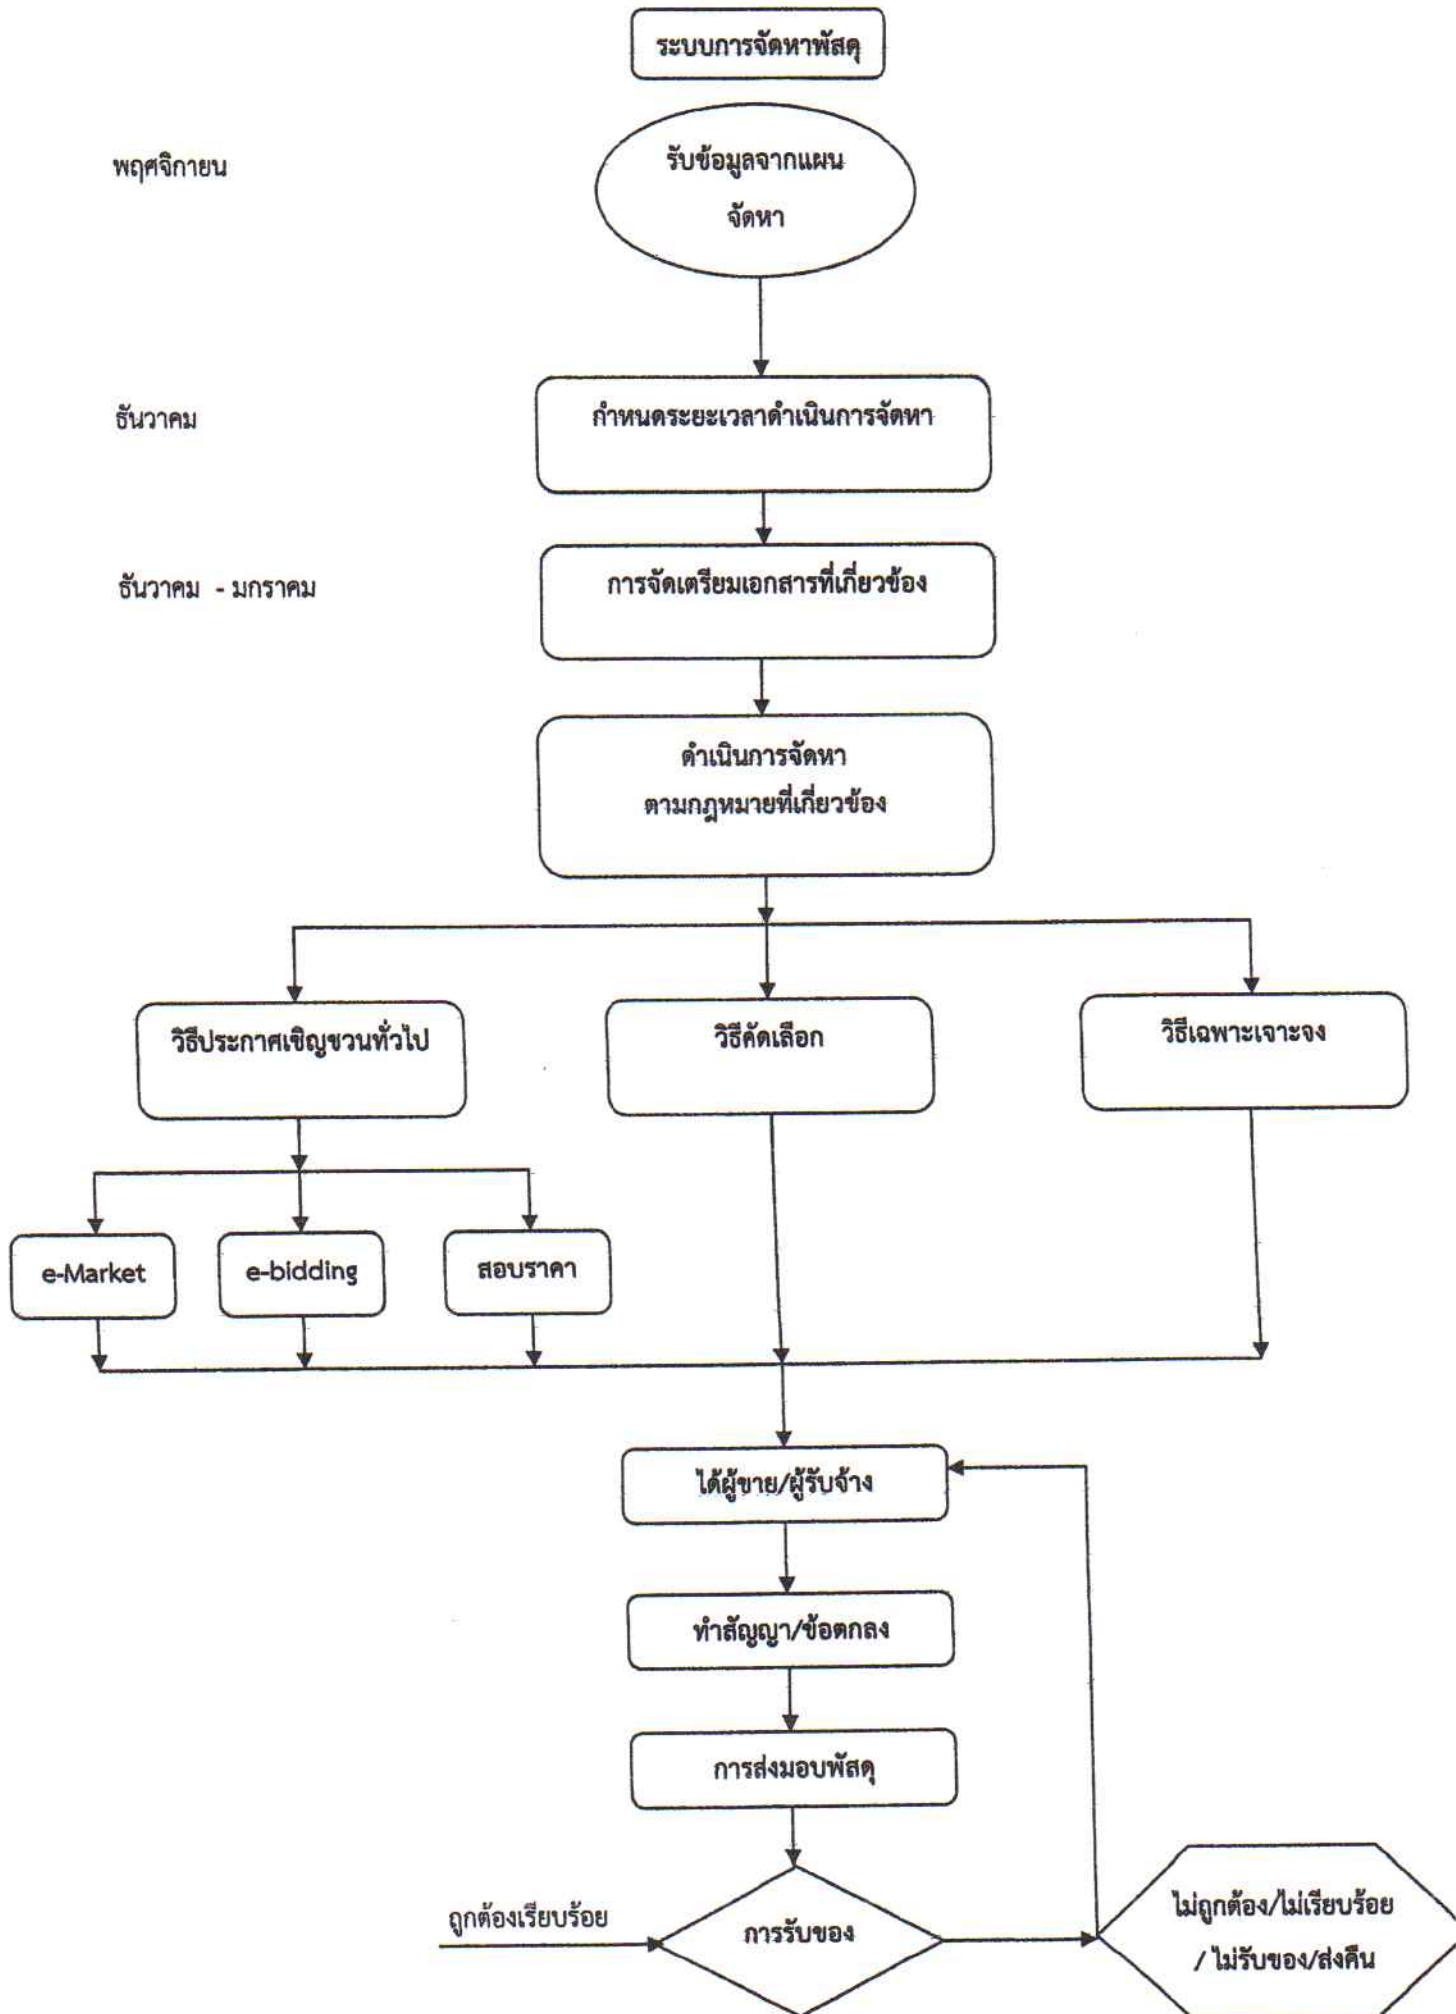 ระบบการจัดหาพัสดุ
พฤศจิกายน
รับข้อมูลจากแผน
จัดหา
ธันวาคม
กำหนดระยะเวลาดำเนินการจัดหา
ธันวาคม - มกราคม
การจัดเตรียมเอกสารที่เกี่ยวข้อง
ดำเนินการจัดหา
ตามกฎหมายที่เกี่ยวข้อง
วิธีประกาศเชิญชวนทั่วไป
วิธีคัดเลือก
วิธีเฉพาะเจาะจง
e-Market
e-bidding
สอบราคา
ได้ผู้ขาย/ผู้รับจ้าง
ทำสัญญา/ข้อตกลง
การส่งมอบพัสดุ
ถูกต้องเรียบร้อย
การรับของ
ไม่ถูกต้อง/ไม่เรียบร้อย
/ ไม่รับของ/ส่งคืน